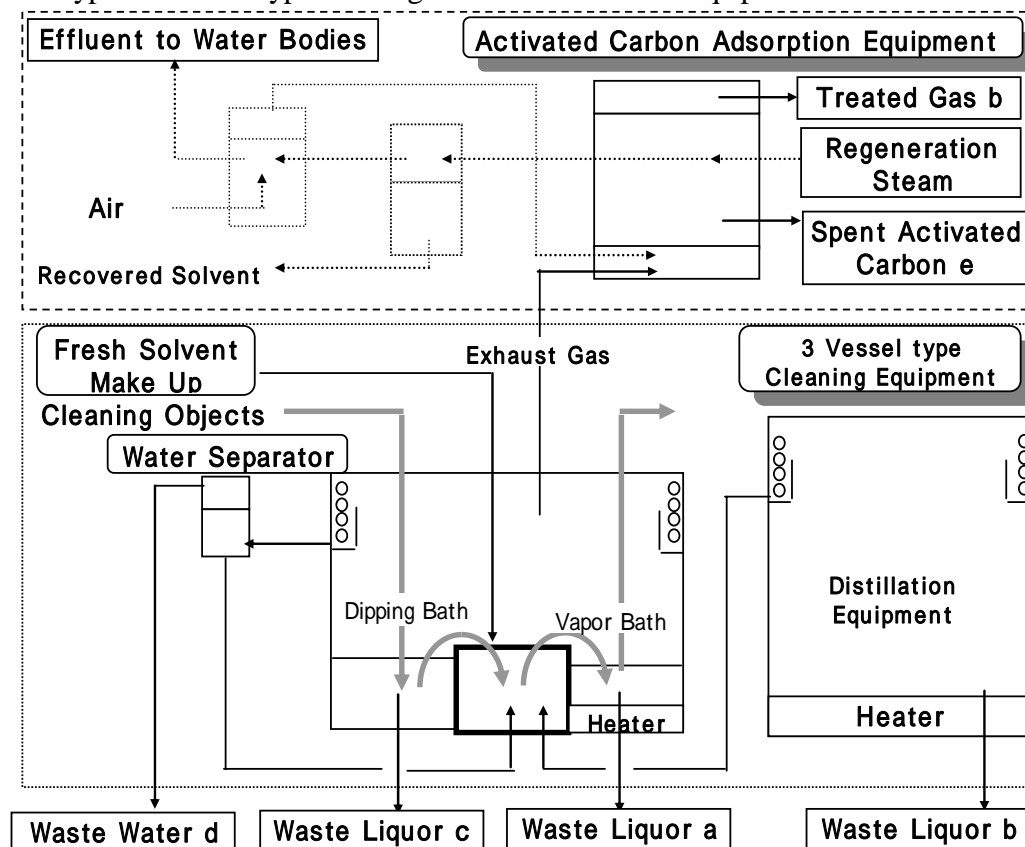 Effluent to Water Bodies
Activated Carbon Adsorption Equipment
Treated Gas b
Regeneration
Steam
Air
Spent Activated
Carbon e
Recovered Solvent
Fresh Solvent
Make Up
Exhaust Gas
3 Vessel type
Cleaning Equipment
Cleaning Objects
Water Separator
Dipping Bath
Vapor Bath
Distillation
Equipment
Heater
Heater
Waste Water d
Waste Liquor c
Waste Liquor a
Waste Liquor b